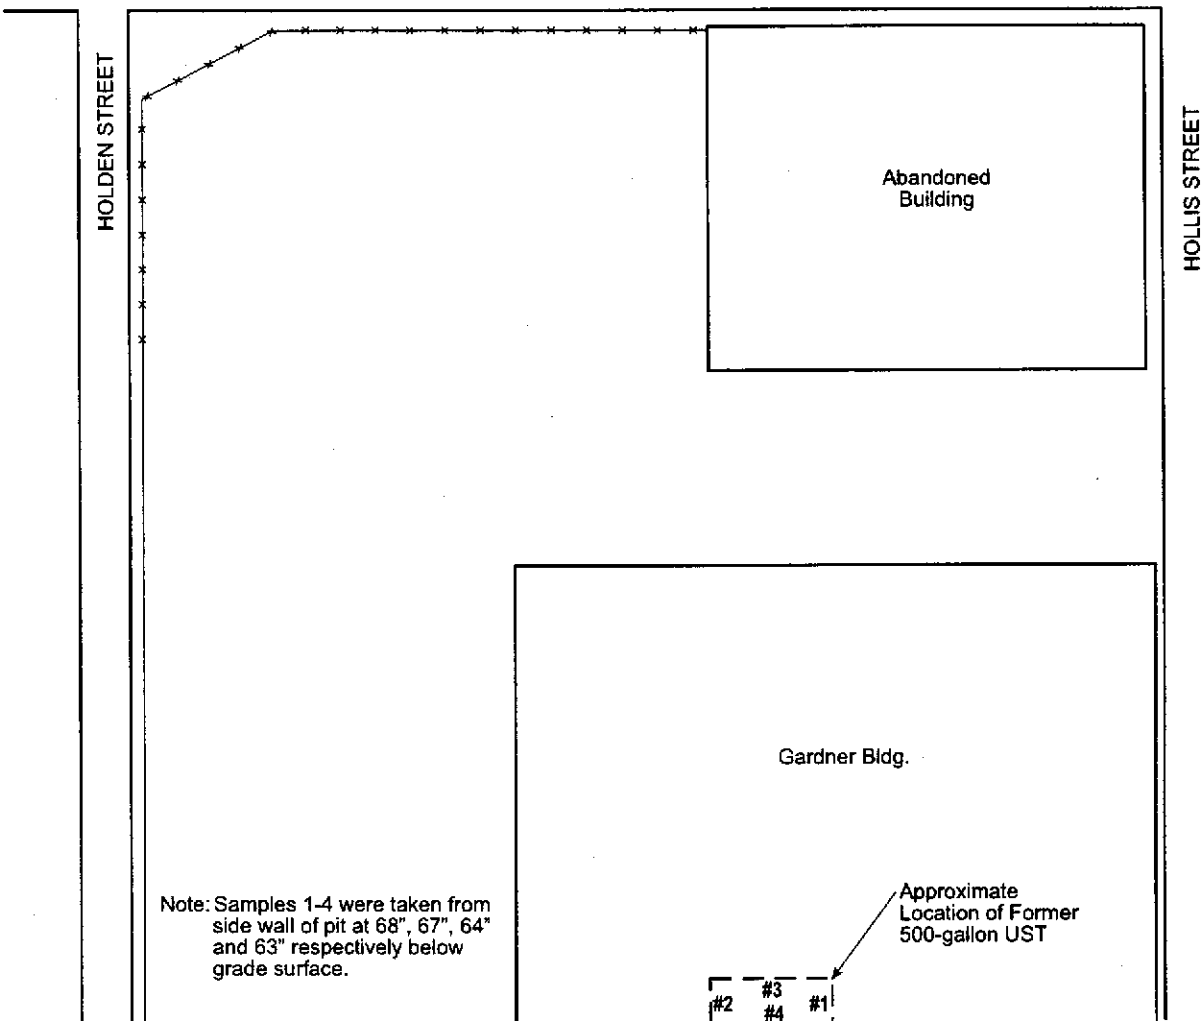 HOLDEN STREET
HOLLIS STREET
Abandoned
Building
Gardner Bldg.
Note: Samples 1-4 were taken from
side wall of pit at 68", 67", 64"
and 63" respectively below
grade surface.
Approximate
Location of Former
500-gallon UST
#3
#2
#1
#4